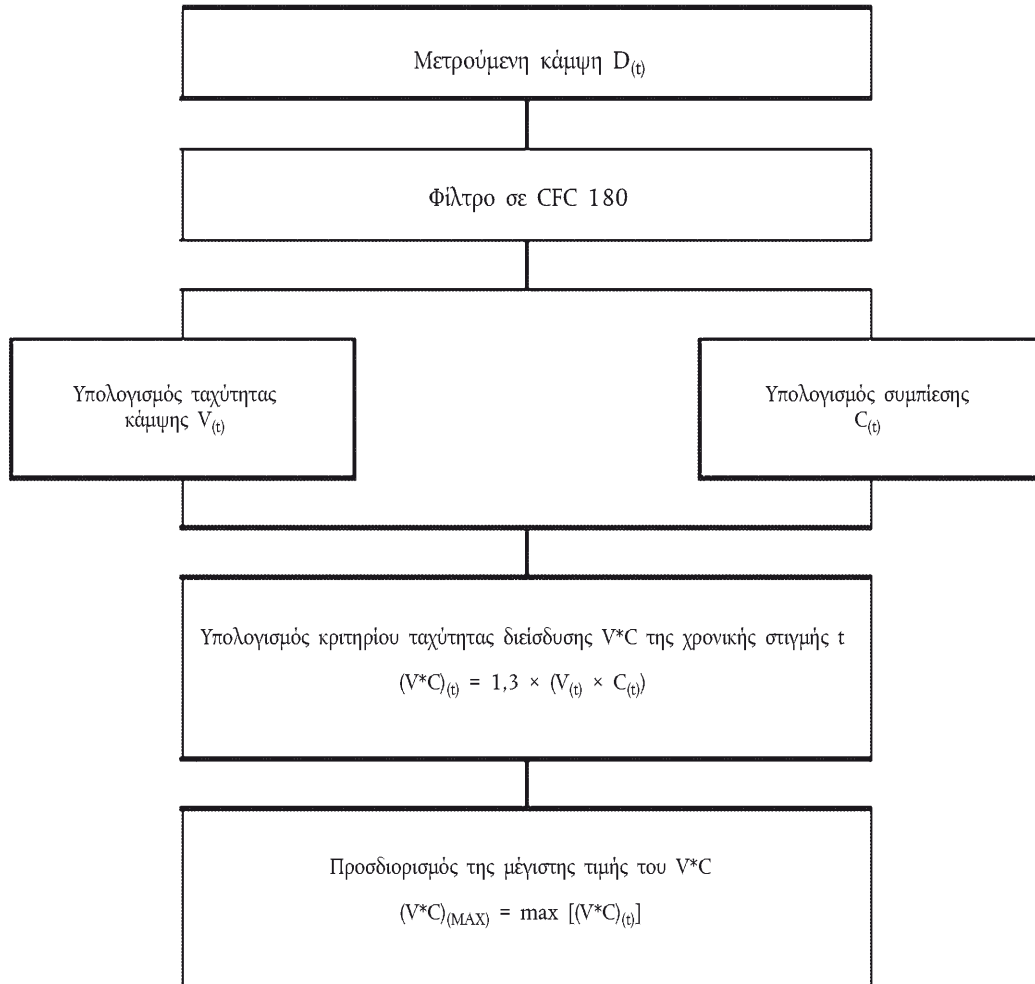 Μετρούμενη κάμψη D(t)
Φίλτρο σε CFC 180
Υπολογισμός ταχύτητας
κάμψης V(t)
Υπολογισμός συμπίεσης
C(t)
Υπολογισμός κριτηρίου ταχύτητας διείσδυσης V*C της χρονικής στιγμής t
(V*C)(t) = 1,3 × (V(t) × C(t))
Προσδιορισμός της μέγιστης τιμής του V*C
(V*C)(MAX) = max [(V*C)(t)]